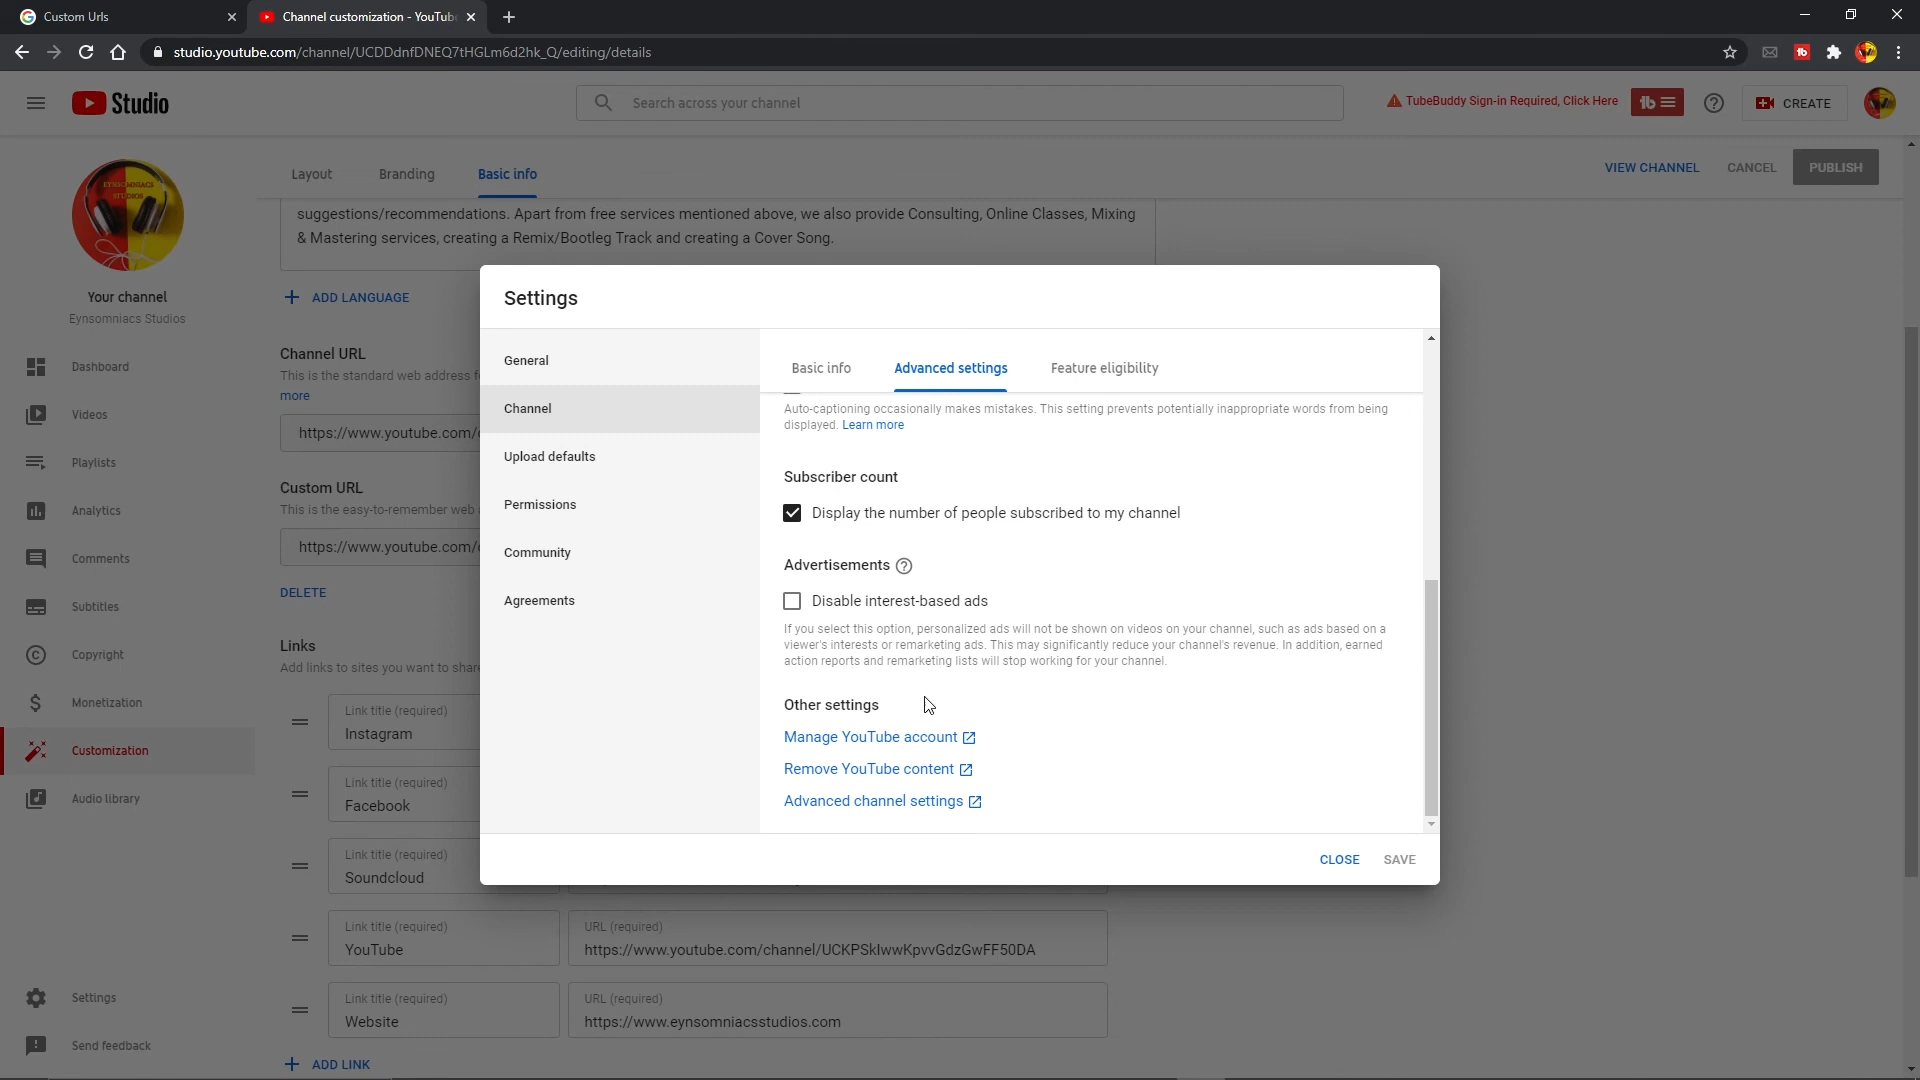 Custom Urls
Channel customization - YouTube
studio.youtube.com/channel/UCDDdnfDNEQ7tHGLm6d2hk_Q/editing/details
Studio
Search across your channel
TubeBuddy Sign-in Required, Click Here
CREATE
Layout
Branding
Basic info
VIEW CHANNEL
CANCEL
PUBLISH
EYNSOMNIACS
STUDIOS
Your channel
Eynsomniacs Studios
Dashboard
Videos
Playlists
Analytics
Comments
Subtitles
Copyright
Monetization
Customization
Audio library
Settings
Send feedback
suggestions/recommendations. Apart from free services mentioned above, we also provide Consulting, Online Classes, Mixing
& Mastering services, creating a Remix/Bootleg Track and creating a Cover Song.
ADD LANGUAGE
Channel URL
This is the standard web address f
more
https://www.youtube.com/c
Custom URL
This is the easy-to-remember web
https://www.youtube.com/c
DELETE
Links
Add links to sites you want to share
Link title (required)
Instagram
Link title (required)
Facebook
Link title (required)
Soundcloud
Link title (required)
YouTube
URL (required)
https://www.youtube.com/channel/UCKPSkIwwKpvvGdzGwFF50DA
Link title (required)
Website
URL (required)
https://www.eynsomniacsstudios.com
ADD LINK
Settings
General
Channel
Upload defaults
Permissions
Community
Agreements
Basic info
Advanced settings
Feature eligibility
Auto-captioning occasionally makes mistakes. This setting prevents potentially inappropriate words from being
displayed. Learn more
Subscriber count
Display the number of people subscribed to my channel
Advertisements
Disable interest-based ads
If you select this option, personalized ads will not be shown on videos on your channel, such as ads based on a
viewer's interests or remarketing ads. This may significantly reduce your channel's revenue. In addition, earned
action reports and remarketing lists will stop working for your channel.
Other settings
Manage YouTube account
Remove YouTube content
Advanced channel settings
CLOSE
SAVE